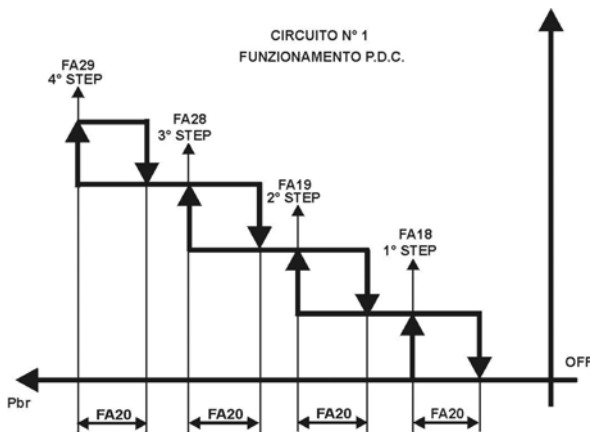 CIRCUITO N° 1
FUNZIONAMENTO P.D.C.
FA29
4° STEP
FA28
3° STEP
FA19
2° STEP
FA18
1° STEP
OFF
Pbr
FA20
FA20
FA20
FA20